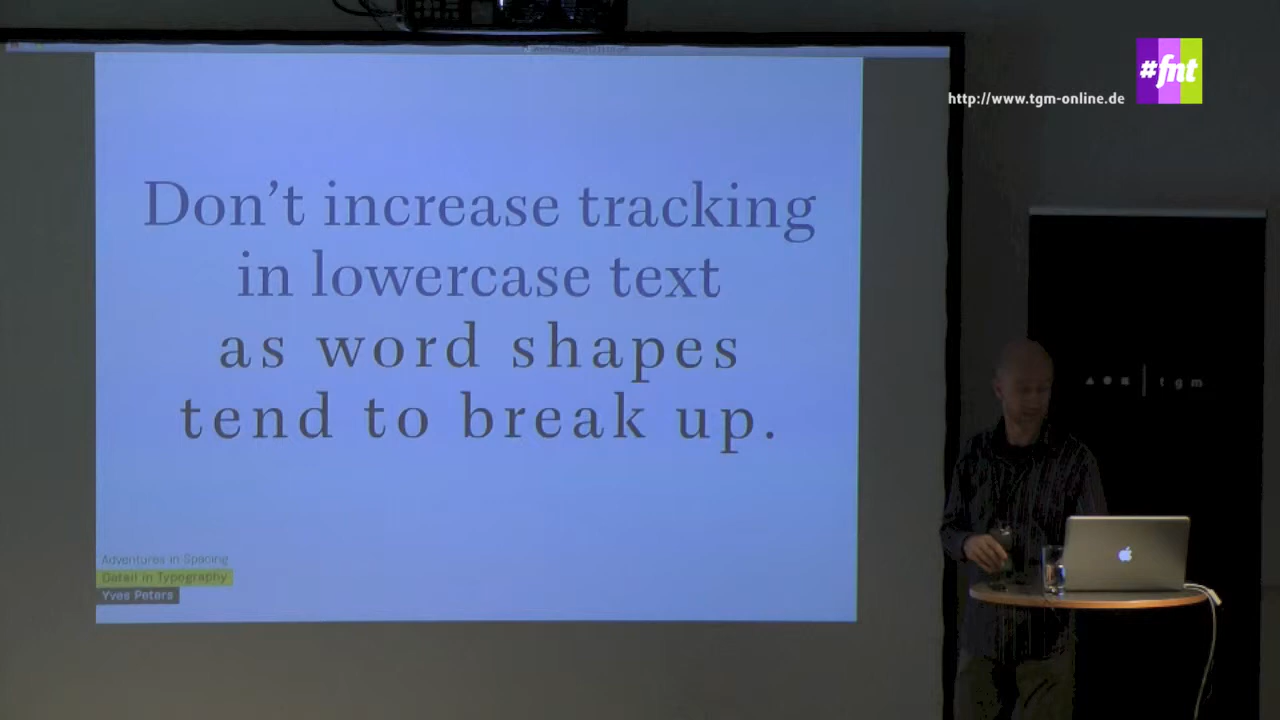 #fnt
http://www.tgm-online.de
Don’t increase tracking
in lowercase text
as word shapes
tend to break up.
Adventures in Spacing
Detail in Typography
Yves Peters
tgm